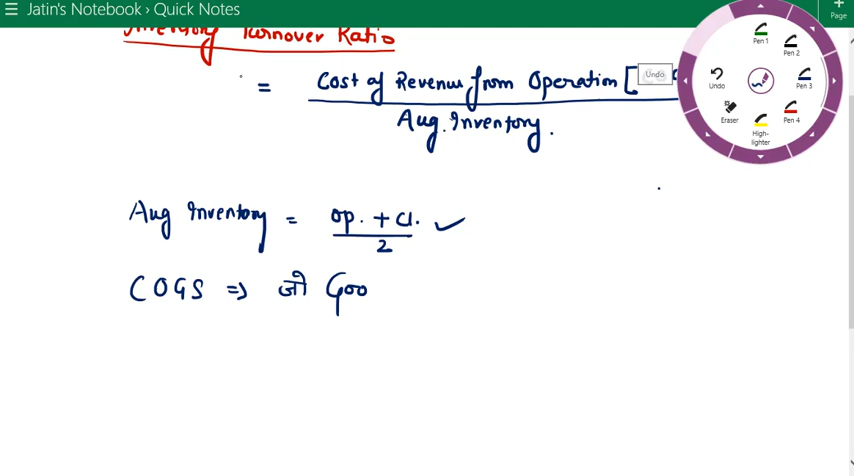 Jatin's Notebook › Quick Notes
Page
Inventory Turnover Ratio
= Cost of Revenue from Operation [
Avg. Inventory.
Avg Inventory = Op. + Cl.
2
COGS => जो Goo
Undo
Pen 1
Pen 2
Undo
Pen 3
Eraser
Pen 4
High-
lighter